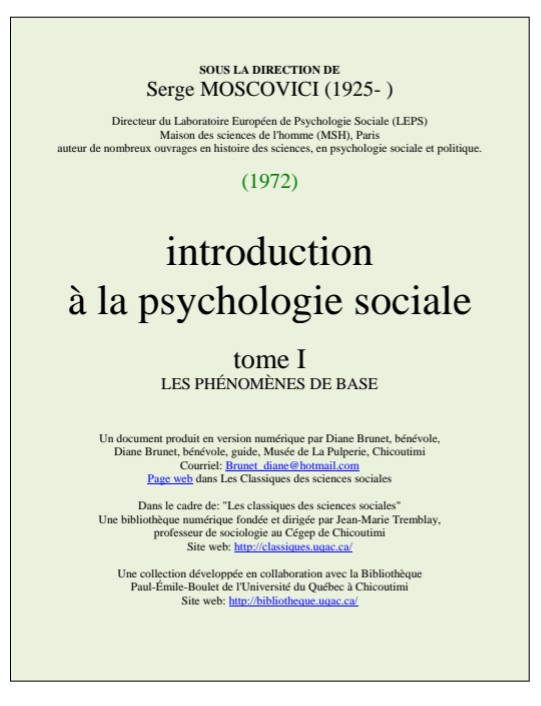 SOUS LA DIRECTION DE
Serge MOSCOVICI (1925- )
Directeur du Laboratoire Européen de Psychologie Sociale (LEPS)
Maison des sciences de l'homme (MSH), Paris
auteur de nombreux ouvrages en histoire des sciences, en psychologie sociale et politique.
(1972)
introduction
à la psychologie sociale
tome I
LES PHÉNOMÈNES DE BASE
Un document produit en version numérique par Diane Brunet, bénévole,
Diane Brunet, bénévole, guide, Musée de La Pulperie, Chicoutimi
Courriel: Brunet_diane@hotmail.com
Page web dans Les Classiques des sciences sociales
Dans le cadre de: "Les classiques des sciences sociales"
Une bibliothèque numérique fondée et dirigée par Jean-Marie Tremblay,
professeur de sociologie au Cégep de Chicoutimi
Site web: http://classiques.uqac.ca/
Une collection développée en collaboration avec la Bibliothèque
Paul-Émile-Boulet de l'Université du Québec à Chicoutimi
Site web: http://bibliotheque.uqac.ca/